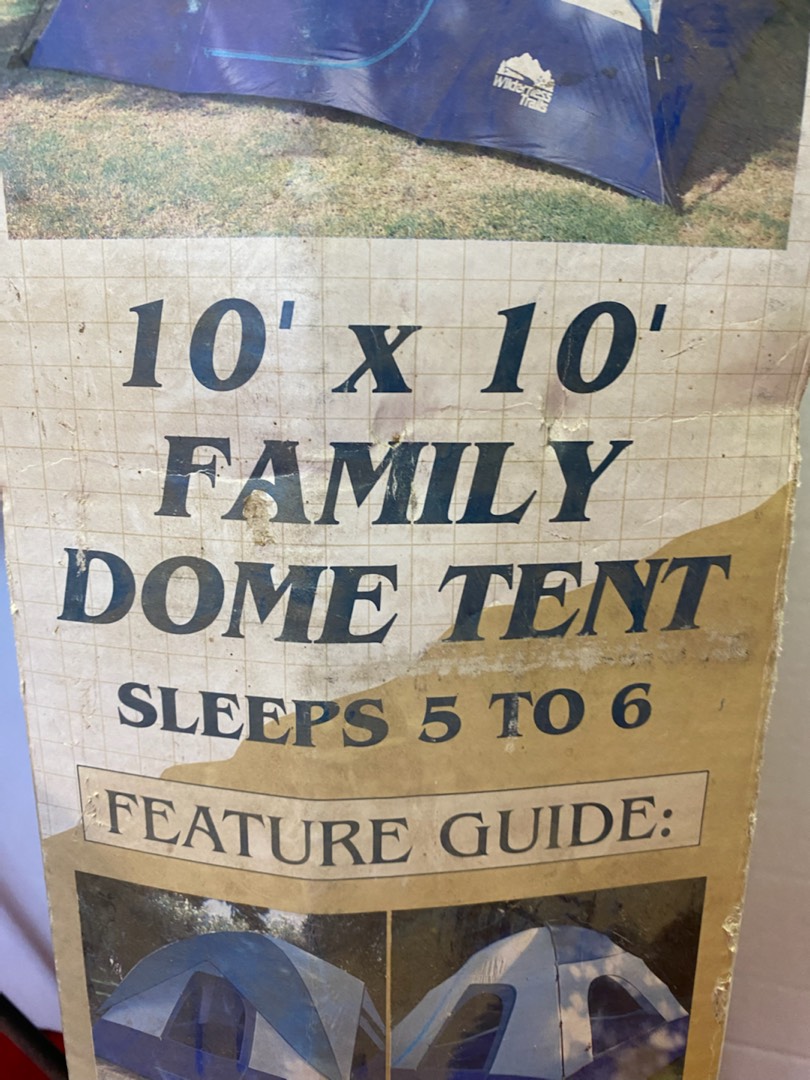 Wilderness
Trails
10' x 10'
FAMILY
DOME TENT
SLEEPS 5 TO 6
FEATURE GUIDE: